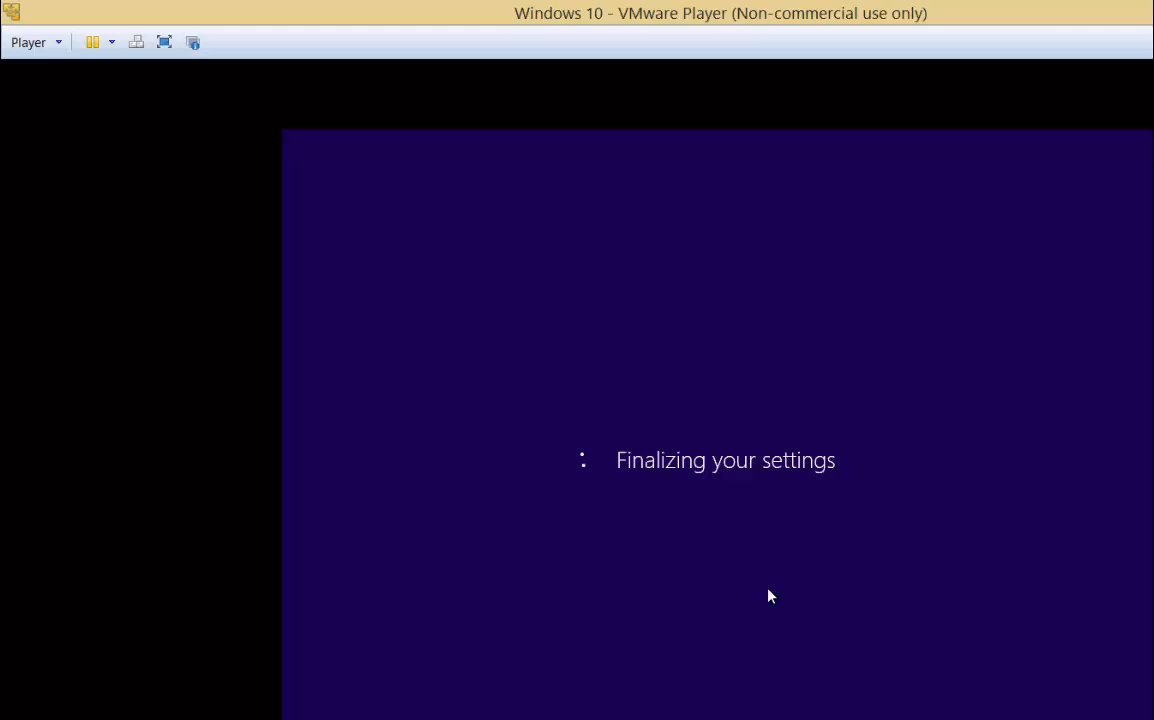 Windows 10 - VMware Player (Non-commercial use only)
Player
Finalizing your settings